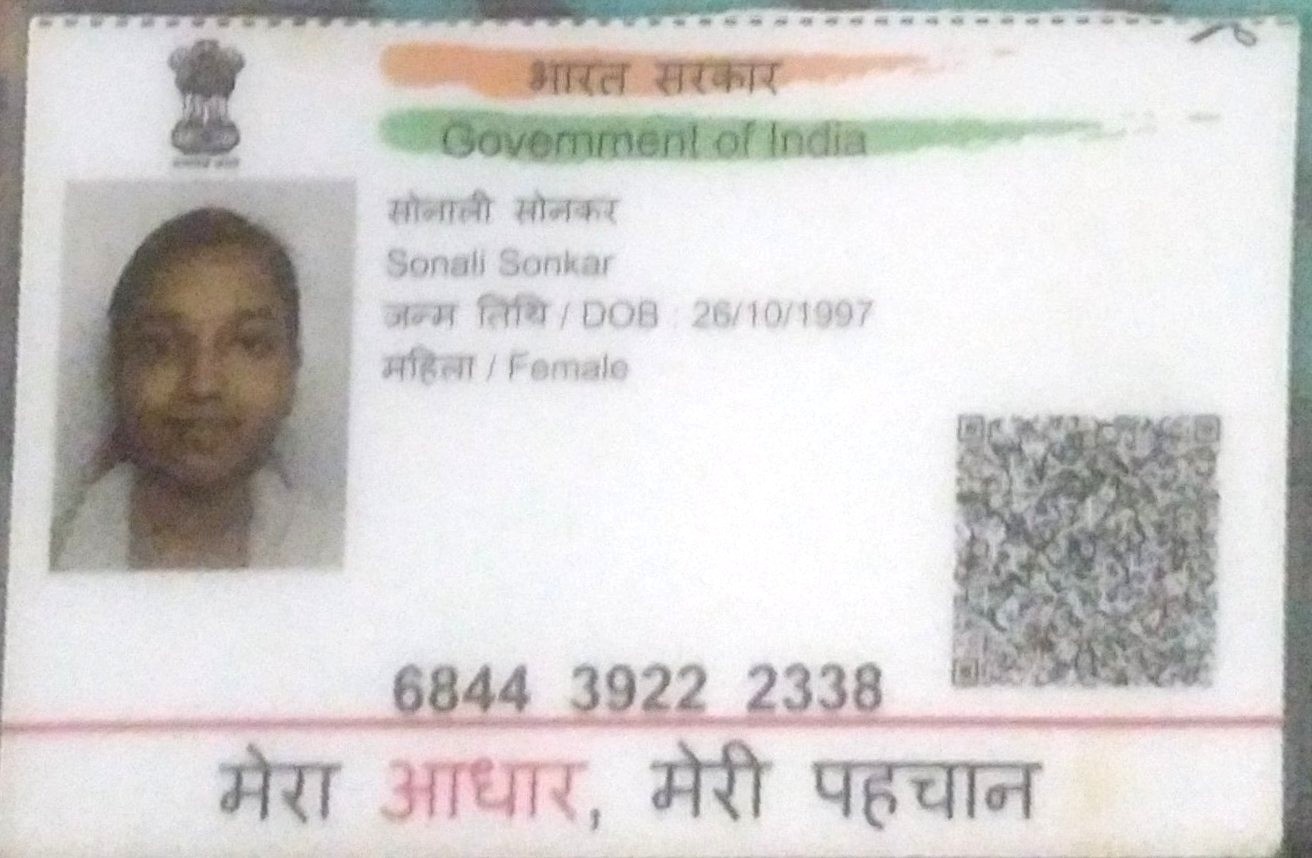 भारत सरकार
Government of India
सोनाली सोनकर
Sonali Sonkar
जन्म तिथि / DOB : 26/10/1997
महिला / Female
6844 3922 2338
मेरा आधार, मेरी पहचान